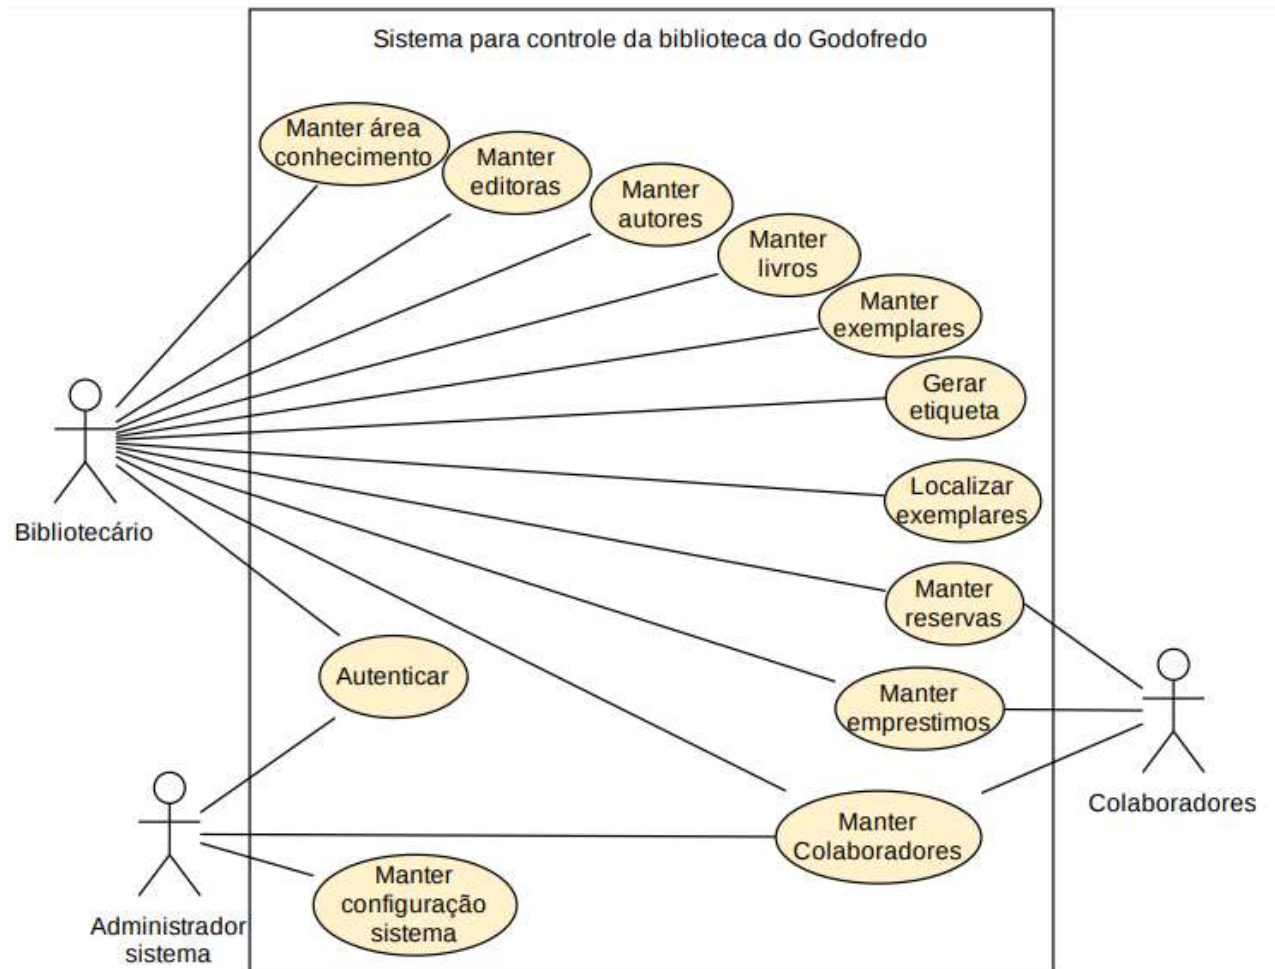 Sistema para controle da biblioteca do Godofredo
Manter área
conhecimento
Manter
editoras
Manter
autores
Manter
livros
Manter
exemplares
Gerar
etiqueta
Localizar
exemplares
Bibliotecário
Manter
reservas
Autenticar
Manter
emprestimos
Colaboradores
Manter
Colaboradores
Manter
configuração
sistema
Administrador
sistema